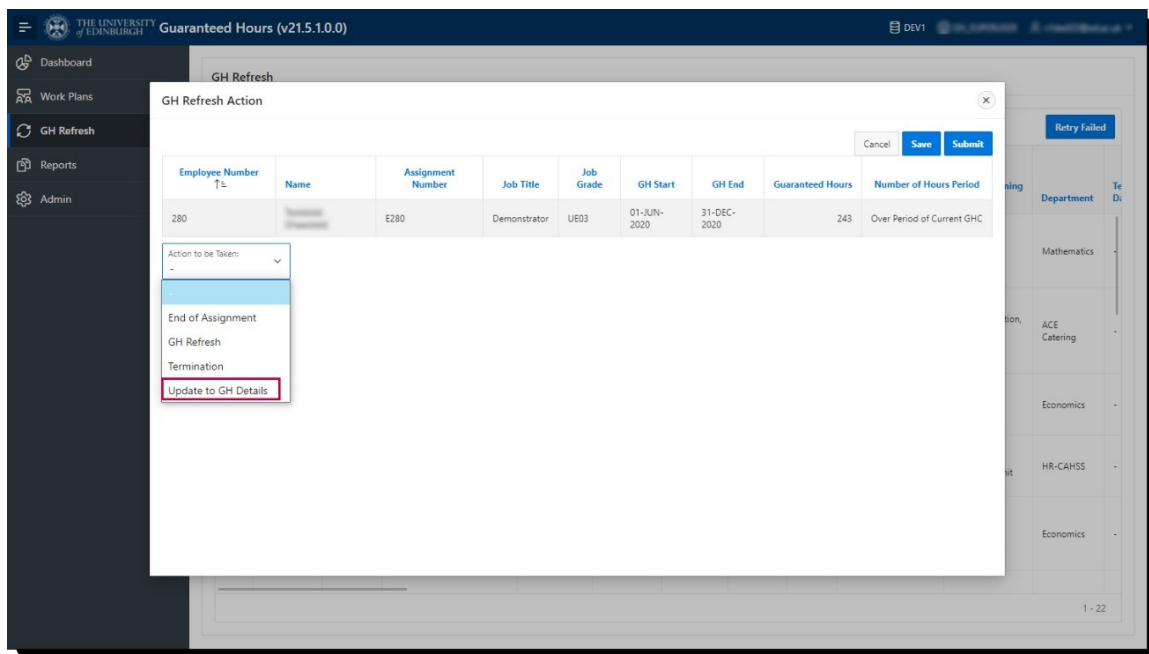 THE UNIVERSITY
of EDINBURGH
Guaranteed Hours (v21.5.1.0.0)
DEV1
Dashboard
Work Plans
GH Refresh
Reports
Admin
GH Refresh
Retry Failed
GH Refresh Action
Cancel
Save
Submit
Employee Number
Name
Assignment
Number
Job Title
Job
Grade
GH Start
GH End
Guaranteed Hours
Number of Hours Period
280
E280
Demonstrator
UE03
01-JUN-
2020
31-DEC-
2020
243
Over Period of Current GHC
Action to be Taken:
-
-
End of Assignment
GH Refresh
Termination
Update to GH Details
Department
Mathematics
-
ACE
Catering
-
Economics
-
HR-CAHSS
-
Economics
-
1 - 22